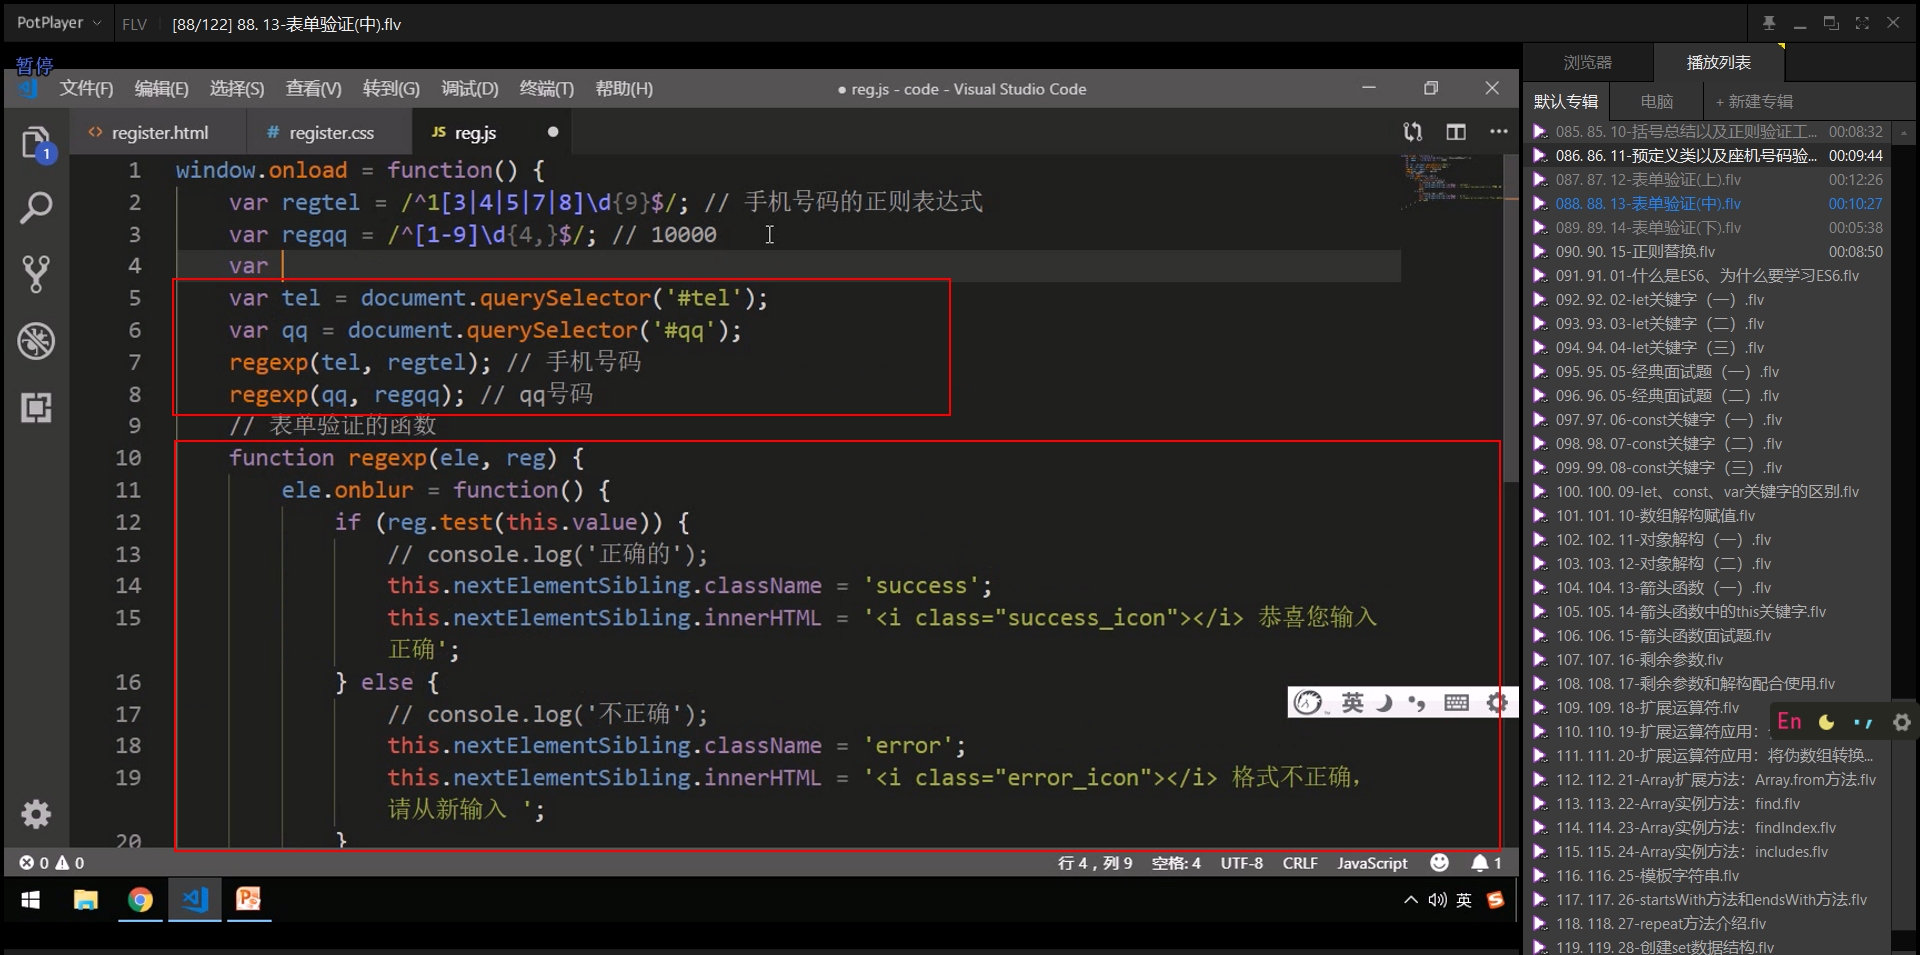 PotPlayer
FLV
[88/122] 88. 13-表单验证(中).flv
暂停
文件(F) 编辑(E) 选择(S) 查看(V) 转到(G) 调试(D) 终端(T) 帮助(H)
● reg.js - code - Visual Studio Code
<> register.html
# register.css
JS reg.js ●
1
1 window.onload = function() {
2 var regtel = /^1[3|4|5|7|8]\d{9}$/; // 手机号码的正则表达式
3 var regqq = /^[1-9]\d{4,}$/; // 10000
4 var
5 var tel = document.querySelector('#tel');
6 var qq = document.querySelector('#qq');
7 regexp(tel, regtel); // 手机号码
8 regexp(qq, regqq); // qq号码
9 // 表单验证的函数
10 function regexp(ele, reg) {
11 ele.onblur = function() {
12 if (reg.test(this.value)) {
13 // console.log('正确的');
14 this.nextElementSibling.className = 'success';
15 this.nextElementSibling.innerHTML = '<i class="success_icon"></i> 恭喜您输入
正确';
16 } else {
17 // console.log('不正确');
18 this.nextElementSibling.className = 'error';
19 this.nextElementSibling.innerHTML = '<i class="error_icon"></i> 格式不正确,
请从新输入 ';
20 }
英
0 0
行 4，列 9 空格: 4 UTF-8 CRLF JavaScript 1
英
浏览器 播放列表
默认专辑 电脑 + 新建专辑
085. 85. 10-括号总结以及正则验证工... 00:08:32
086. 86. 11-预定义类以及座机号码验... 00:09:44
087. 87. 12-表单验证(上).flv 00:12:26
088. 88. 13-表单验证(中).flv 00:10:27
089. 89. 14-表单验证(下).flv 00:05:38
090. 90. 15-正则替换.flv 00:08:50
091. 91. 01-什么是ES6、为什么要学习ES6.flv
092. 92. 02-let关键字（一）.flv
093. 93. 03-let关键字（二）.flv
094. 94. 04-let关键字（三）.flv
095. 95. 05-经典面试题（一）.flv
096. 96. 05-经典面试题（二）.flv
097. 97. 06-const关键字（一）.flv
098. 98. 07-const关键字（二）.flv
099. 99. 08-const关键字（三）.flv
100. 100. 09-let、const、var关键字的区别.flv
101. 101. 10-数组解构赋值.flv
102. 102. 11-对象解构（一）.flv
103. 103. 12-对象解构（二）.flv
104. 104. 13-箭头函数（一）.flv
105. 105. 14-箭头函数中的this关键字.flv
106. 106. 15-箭头函数面试题.flv
107. 107. 16-剩余参数.flv
108. 108. 17-剩余参数和解构配合使用.flv
109. 109. 18-扩展运算符.flv
En
110. 110. 19-扩展运算符应用：
111. 111. 20-扩展运算符应用：将伪数组转换...
112. 112. 21-Array扩展方法：Array.from方法.flv
113. 113. 22-Array实例方法：find.flv
114. 114. 23-Array实例方法：findIndex.flv
115. 115. 24-Array实例方法：includes.flv
116. 116. 25-模板字符串.flv
117. 117. 26-startsWith方法和endsWith方法.flv
118. 118. 27-repeat方法介绍.flv
119. 119. 28-创建set数据结构.flv